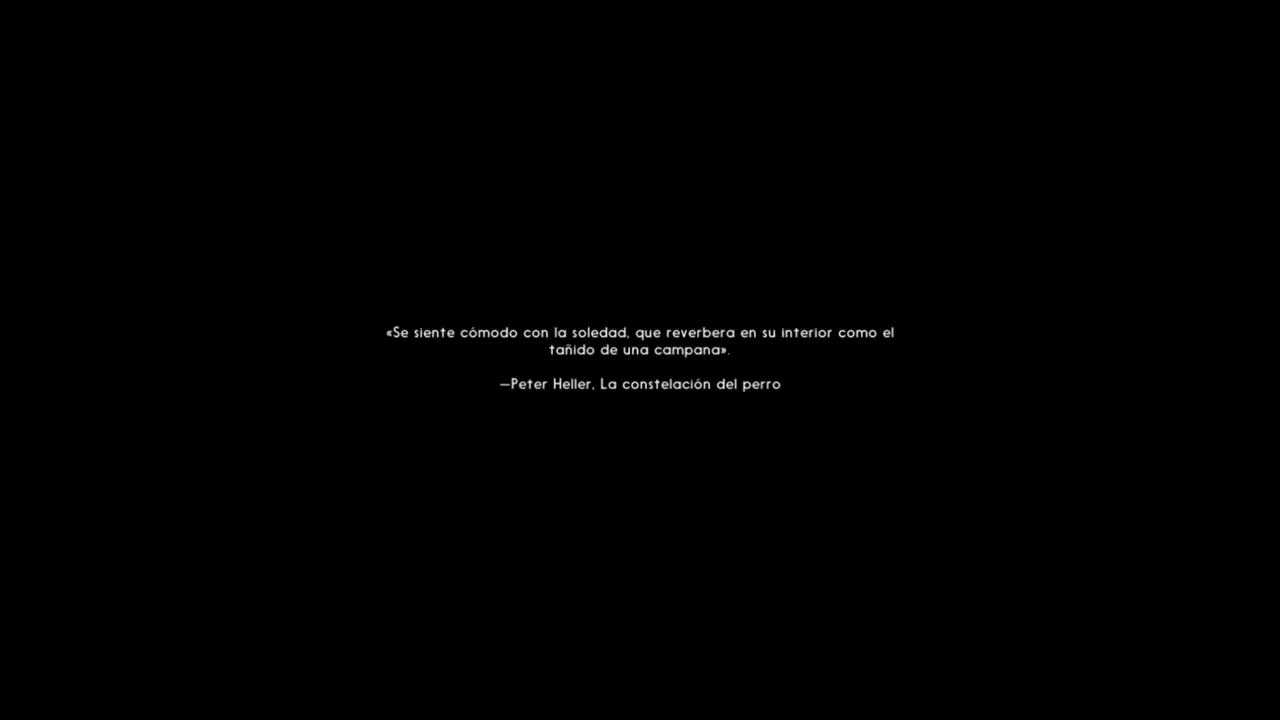 «Se siente cómodo con la soledad, que reverbera en su interior como el
tañido de una campana».
—Peter Heller, La constelación del perro